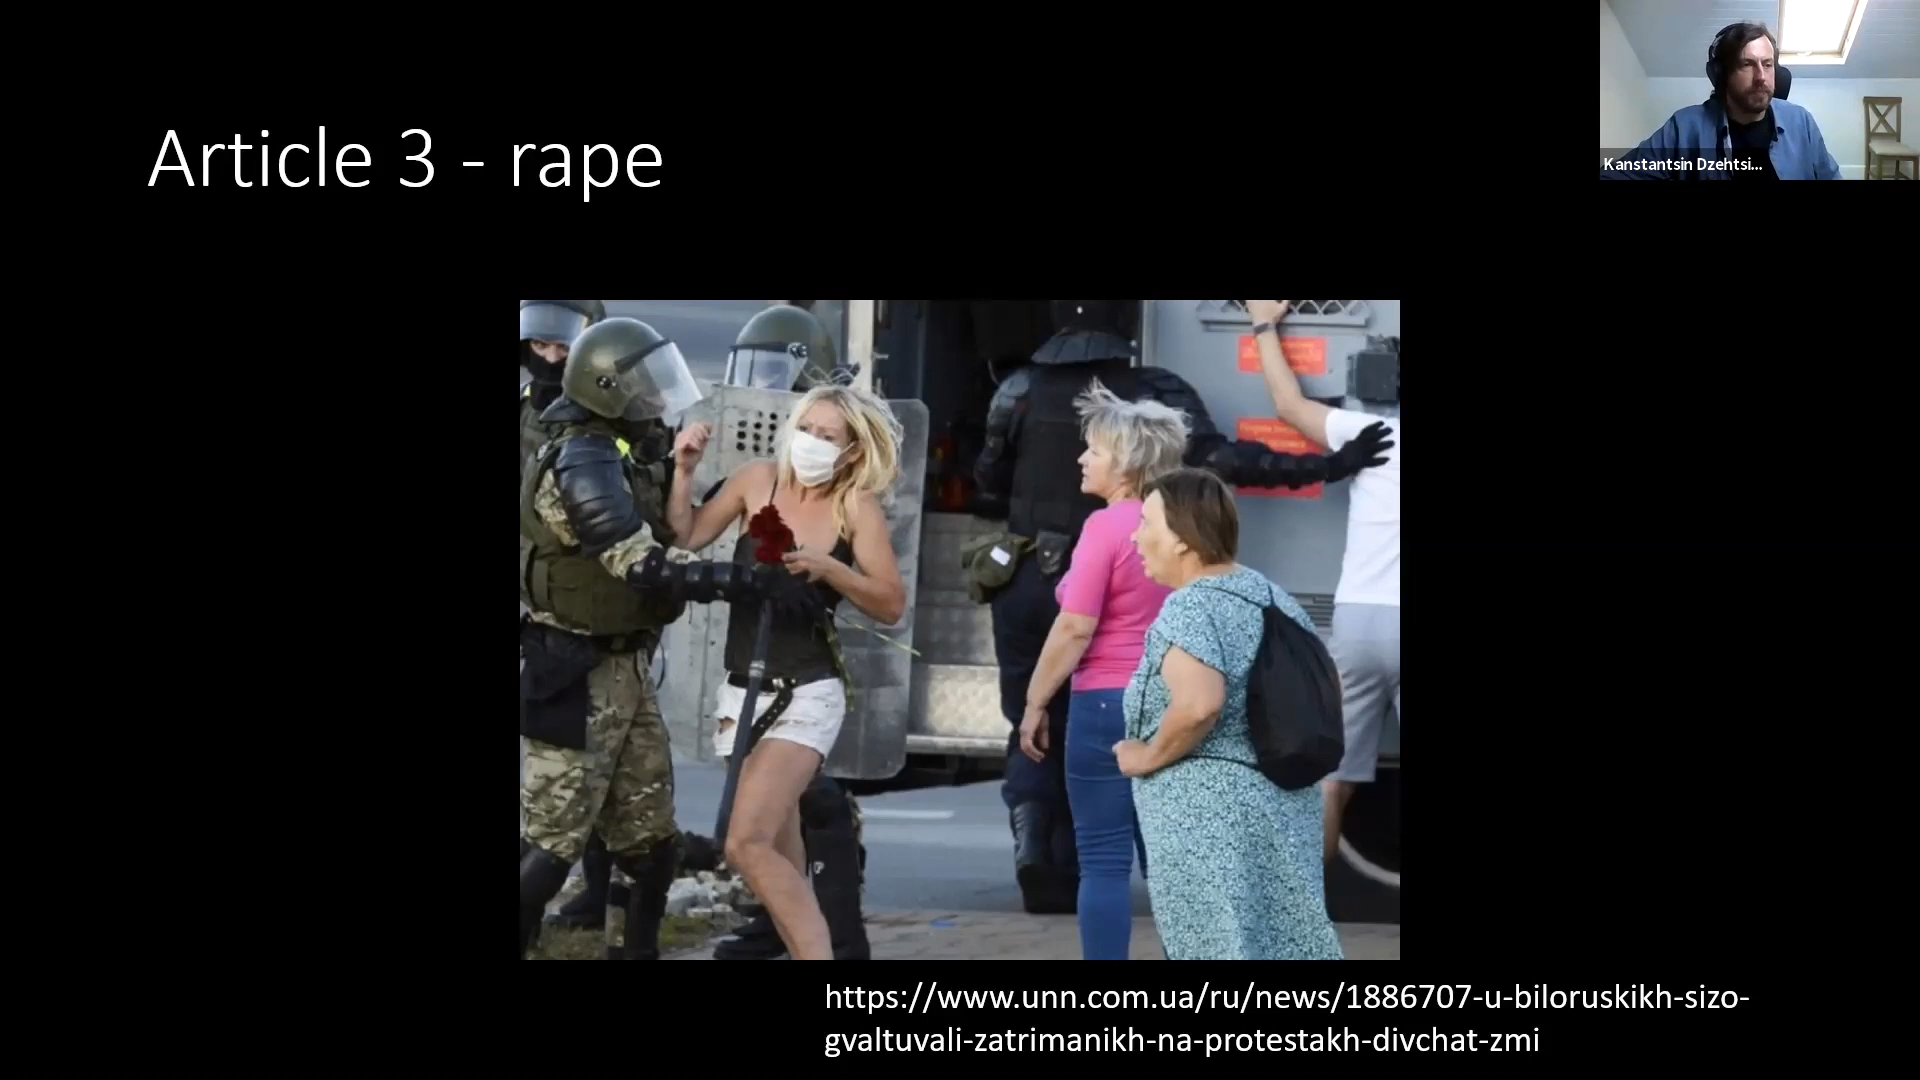 Article 3 - rape
Kanstantsin Dzehtsi...
https://www.unn.com.ua/ru/news/1886707-u-biloruskikh-sizo-
gvaltuvali-zatrimanikh-na-protestakh-divchat-zmi